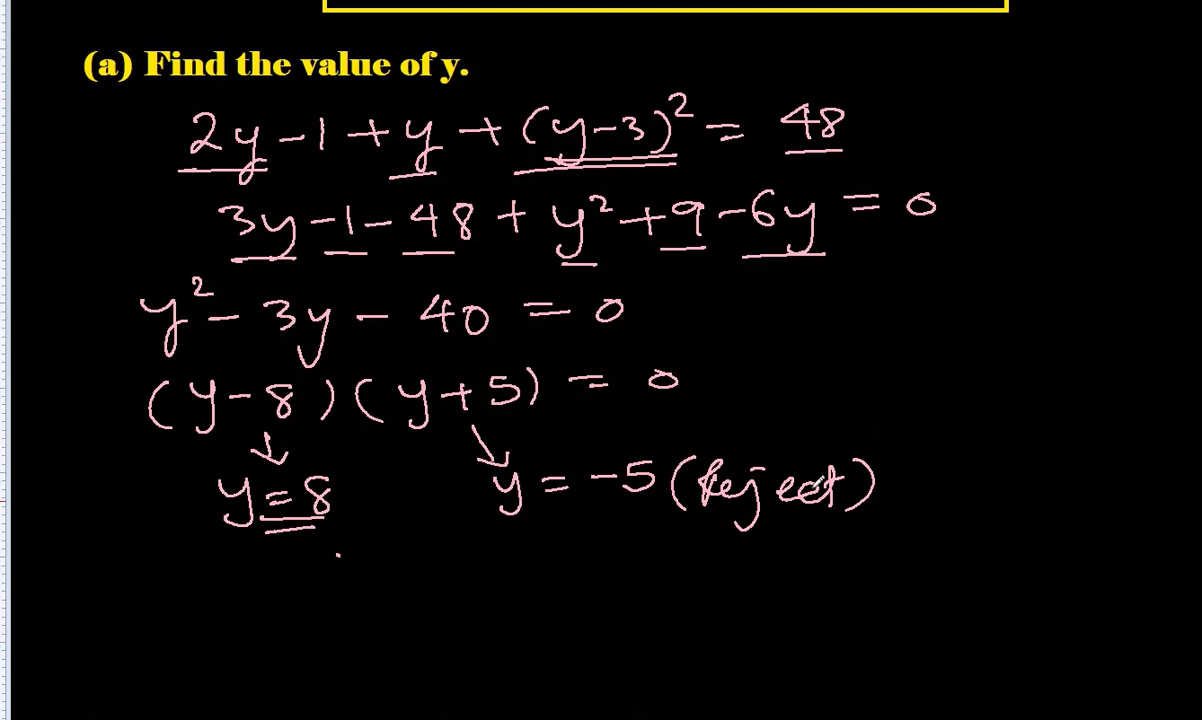 (a) Find the value of y.
2y - 1 + y + (y-3)² = 48
3y - 1 - 48 + y² + 9 - 6y = 0
y² - 3y - 40 = 0
(y-8)(y+5) = 0
y = 8 y = -5 (Reject)